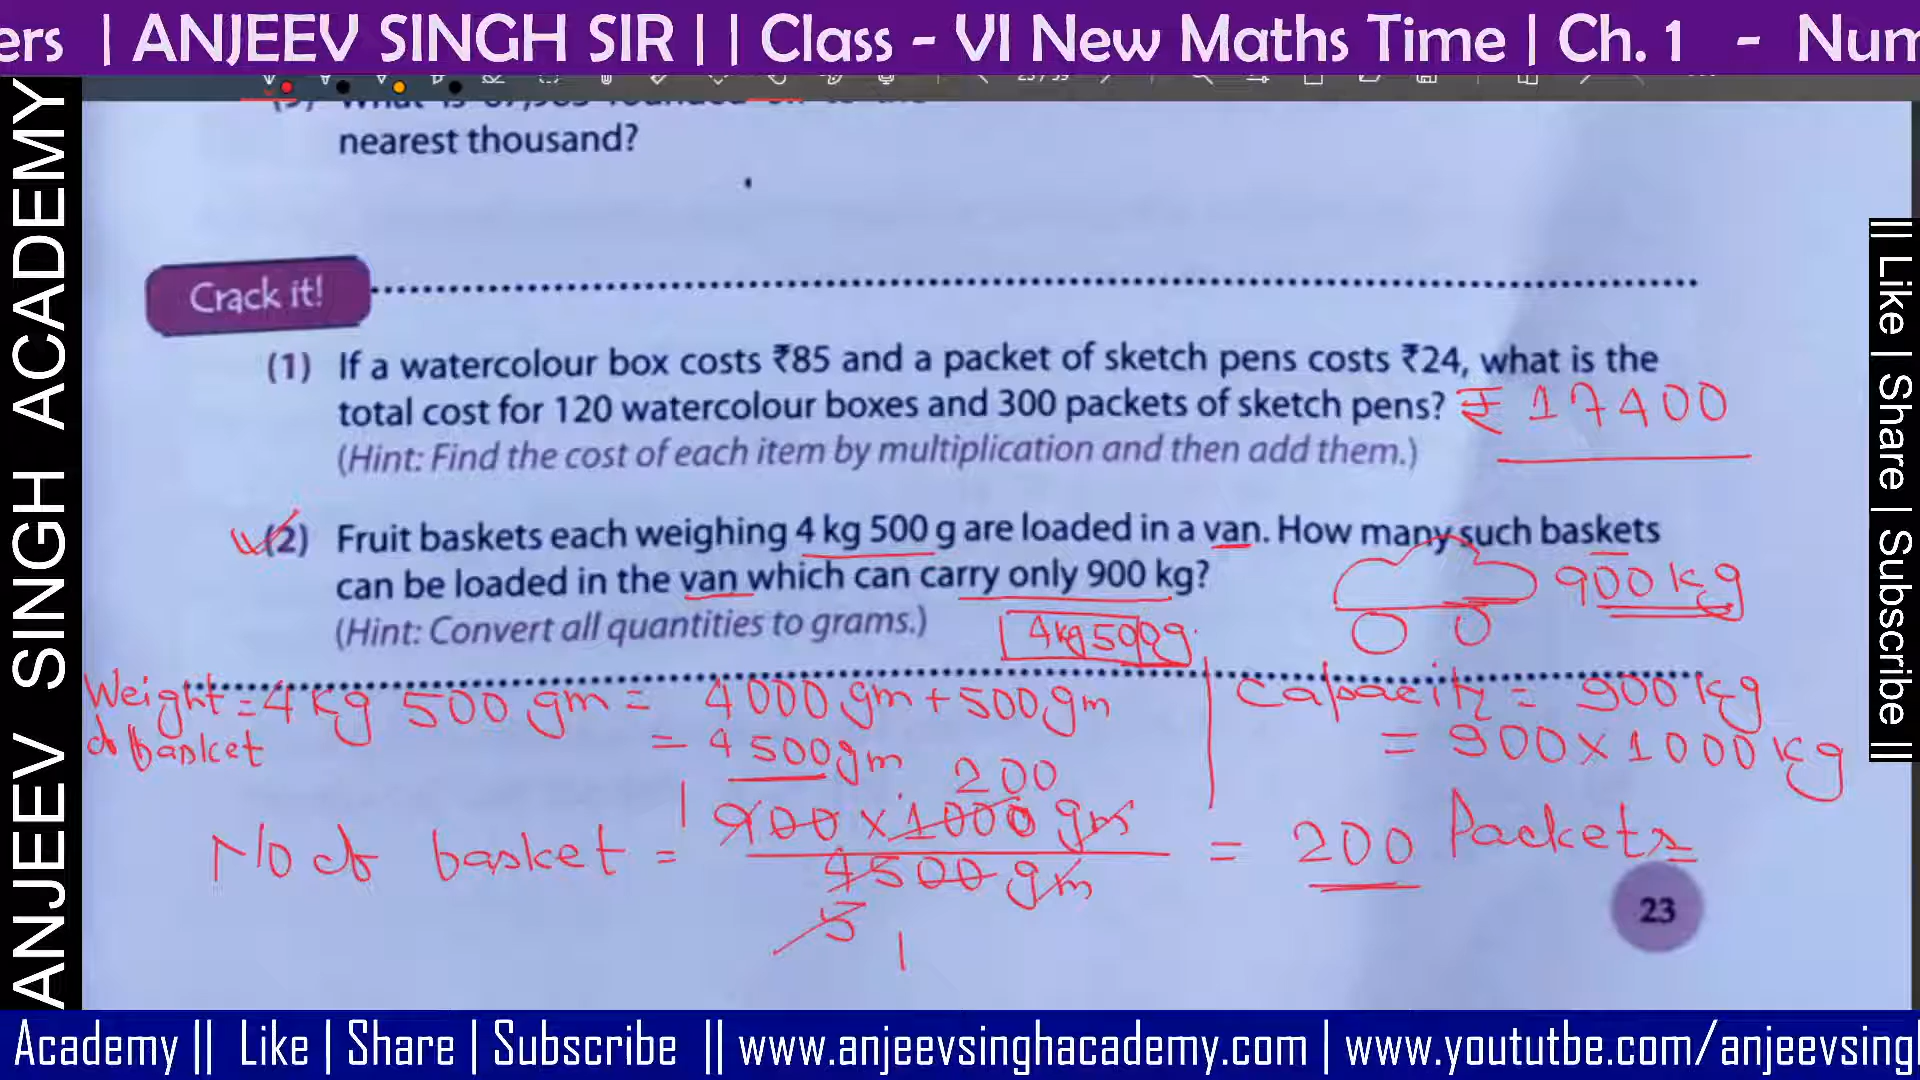 ers | ANJEEV SINGH SIR | | Class - VI New Maths Time | Ch. 1 - Num
23 / 39
nearest thousand?
Crack it!
(1) If a watercolour box costs ₹85 and a packet of sketch pens costs ₹24, what is the
total cost for 120 watercolour boxes and 300 packets of sketch pens? ₹ 17400
(Hint: Find the cost of each item by multiplication and then add them.)
(2) Fruit baskets each weighing 4 kg 500 g are loaded in a van. How many such baskets
can be loaded in the van which can carry only 900 kg? 900 kg
(Hint: Convert all quantities to grams.) 4kg 500g
Weight = 4 Kg 500 gm = 4000 gm + 500gm
of basket = 4500gm
Capacity = 900 kg
= 900 x 1000 kg
200
1 900 x 1000 gm
No of basket = = 200 Packets
4500 gm
5
1
23
ANJEEV SINGH ACADEMY
||| Like | Share | Subscribe |||
Academy || Like | Share | Subscribe || www.anjeevsinghacademy.com | www.yoututbe.com/anjeevsing